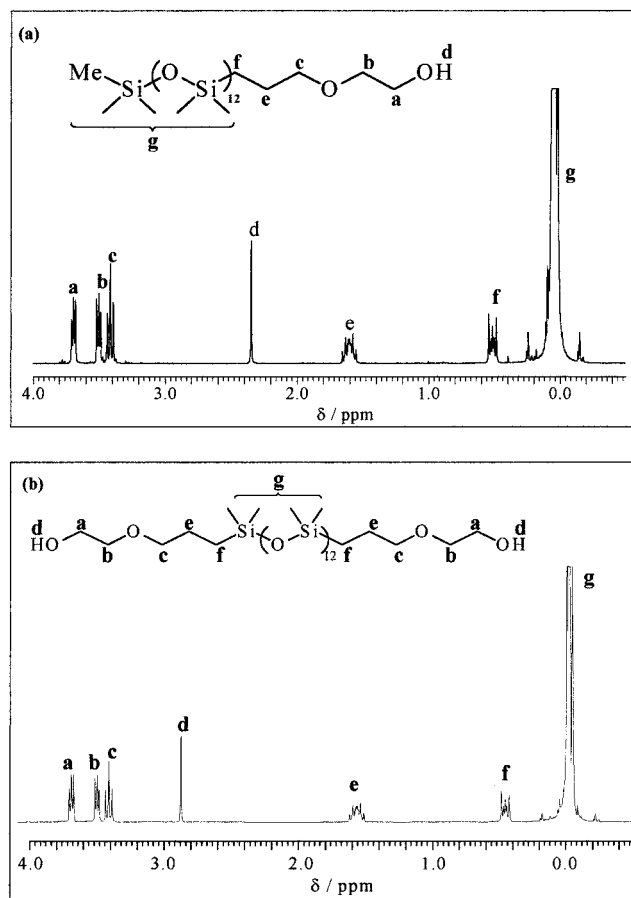 (a)
Me Si ( O Si ) 12 f e c O b a OH d
g
a b c d e f g
4.0 3.0 2.0 1.0 0.0
δ / ppm
(b)
g
d HO a b O c e f Si ( O Si ) 12 f e c O b a OH d
a b c d e f g
4.0 3.0 2.0 1.0 0.0
δ / ppm